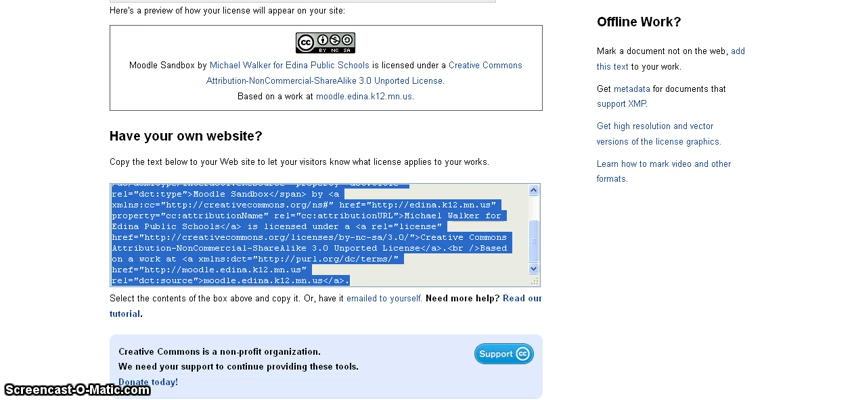 Here's a preview of how your license will appear on your site:
CC BY NC SA
Moodle Sandbox by Michael Walker for Edina Public Schools is licensed under a Creative Commons
Attribution-NonCommercial-ShareAlike 3.0 Unported License.
Based on a work at moodle.edina.k12.mn.us.
Have your own website?
Copy the text below to your Web site to let your visitors know what license applies to your works.
rel="dct:type">Moodle Sandbox</span> by <a
xmlns:cc="http://creativecommons.org/ns#" href="http://edina.k12.mn.us"
property="cc:attributionName" rel="cc:attributionURL">Michael Walker for
Edina Public Schools</a> is licensed under a <a rel="license"
href="http://creativecommons.org/licenses/by-nc-sa/3.0/">Creative Commons
Attribution-NonCommercial-ShareAlike 3.0 Unported License</a>.<br />Based
on a work at <a xmlns:dct="http://purl.org/dc/terms/"
href="http://moodle.edina.k12.mn.us"
rel="dct:source">moodle.edina.k12.mn.us</a>.
Select the contents of the box above and copy it. Or, have it emailed to yourself. Need more help? Read our
tutorial.
Creative Commons is a non-profit organization.
We need your support to continue providing these tools.
Donate today!
Support CC
Offline Work?
Mark a document not on the web, add
this text to your work.
Get metadata for documents that
support XMP.
Get high resolution and vector
versions of the license graphics.
Learn how to mark video and other
formats.
Screencast-O-Matic.com